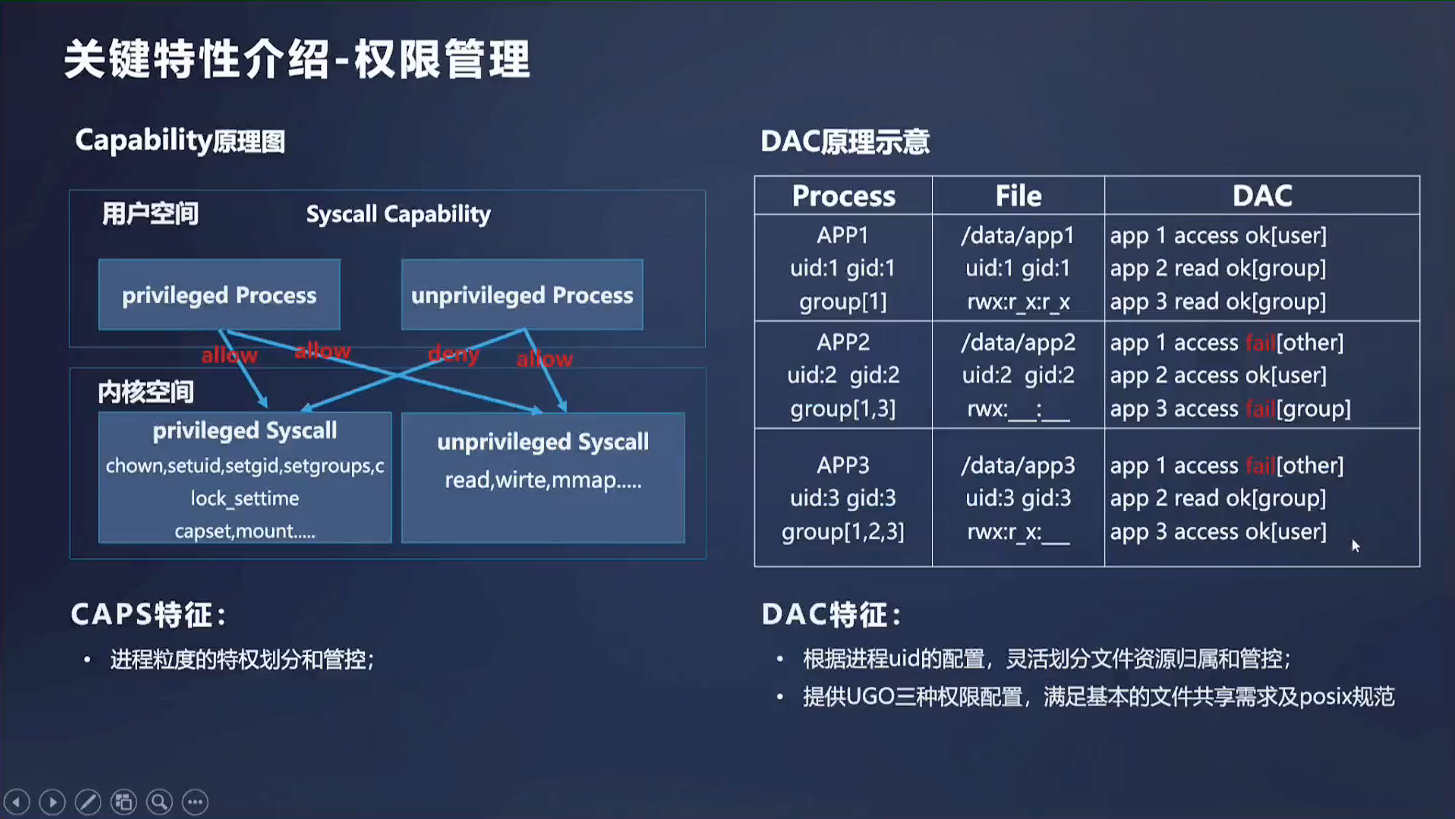 关键特性介绍-权限管理
Capability原理图
用户空间
Syscall Capability
privileged Process
unprivileged Process
allow
allow
deny
allow
内核空间
privileged Syscall
chown,setuid,setgid,setgroups,c
lock_settime
capset,mount.....
unprivileged Syscall
read,wirte,mmap.....
CAPS特征：
• 进程粒度的特权划分和管控；
DAC原理示意
Process File DAC
APP1 /data/app1 app 1 access ok[user]
uid:1 gid:1 uid:1 gid:1 app 2 read ok[group]
group[1] rwx:r_x:r_x app 3 read ok[group]
APP2 /data/app2 app 1 access fail[other]
uid:2 gid:2 uid:2 gid:2 app 2 access ok[user]
group[1,3] rwx:___:___ app 3 access fail[group]
APP3 /data/app3 app 1 access fail[other]
uid:3 gid:3 uid:3 gid:3 app 2 read ok[group]
group[1,2,3] rwx:r_x:___ app 3 access ok[user]
DAC特征：
• 根据进程uid的配置，灵活划分文件资源归属和管控；
• 提供UGO三种权限配置，满足基本的文件共享需求及posix规范